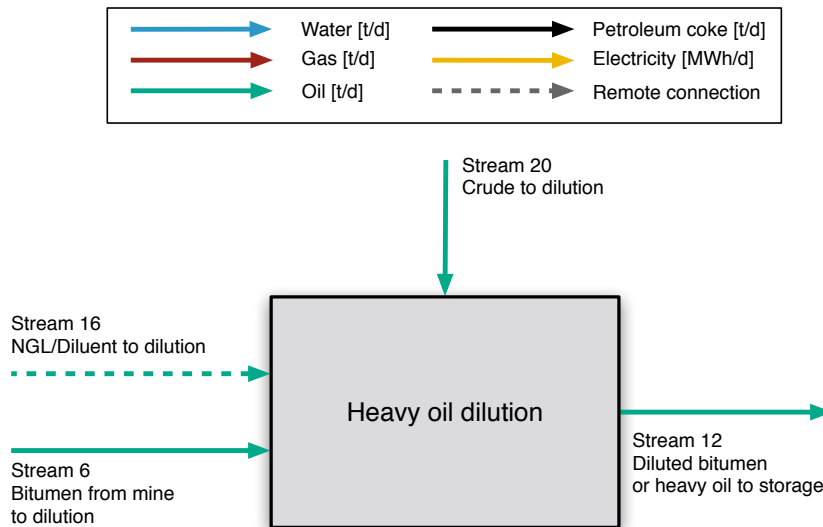 Water [t/d]
Petroleum coke [t/d]
Gas [t/d]
Electricity [MWh/d]
Oil [t/d]
Remote connection
Stream 20
Crude to dilution
Stream 16
NGL/Diluent to dilution
Heavy oil dilution
Stream 6
Bitumen from mine
to dilution
Stream 12
Diluted bitumen
or heavy oil to storage